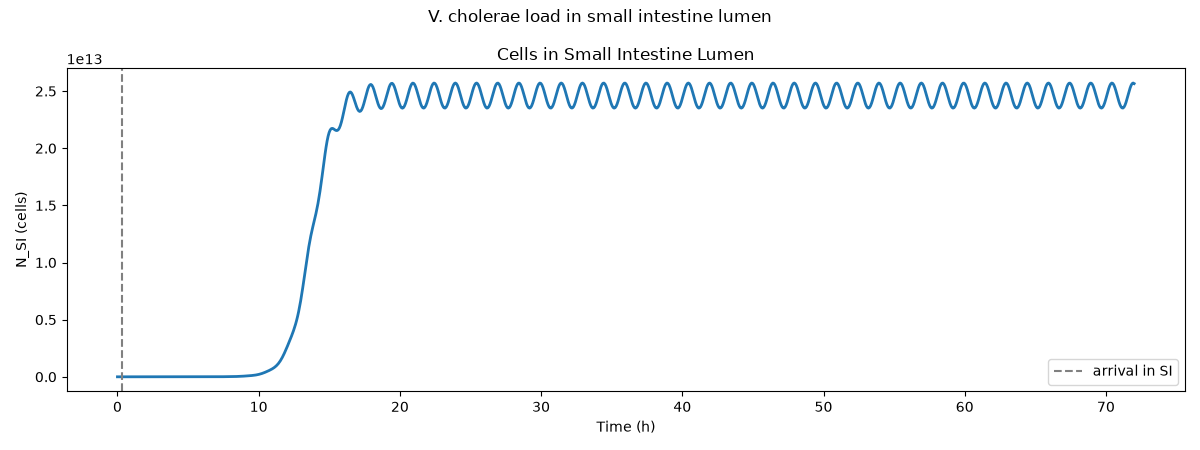 V. cholerae load in small intestine lumen
Cells in Small Intestine Lumen
1e13
2.5
2.0
1.5
1.0
0.5
0.0
N_SI (cells)
arrival in SI
0 10 20 30 40 50 60 70
Time (h)